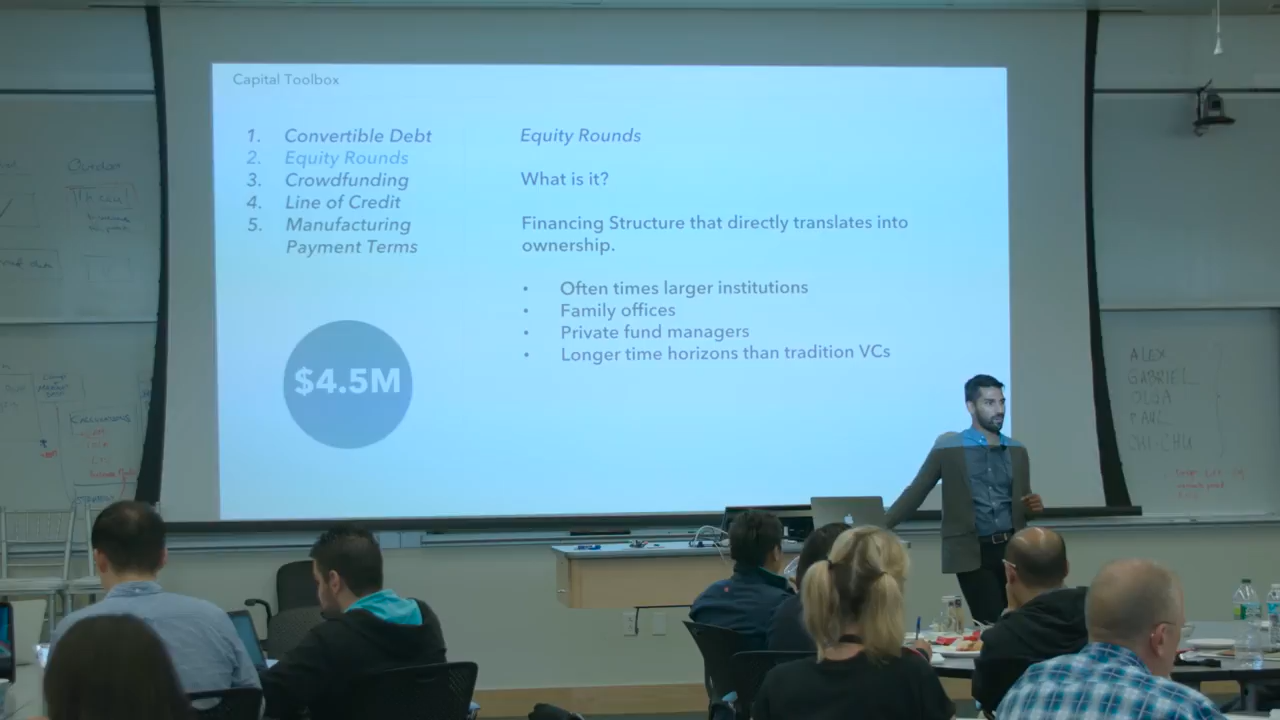 Capital Toolbox
1. Convertible Debt
2. Equity Rounds
3. Crowdfunding
4. Line of Credit
5. Manufacturing
Payment Terms
$4.5M
Equity Rounds
What is it?
Financing Structure that directly translates into
ownership.
• Often times larger institutions
• Family offices
• Private fund managers
• Longer time horizons than tradition VCs
Outdoor
ALEX
GABRIEL
OLGA
PAUL